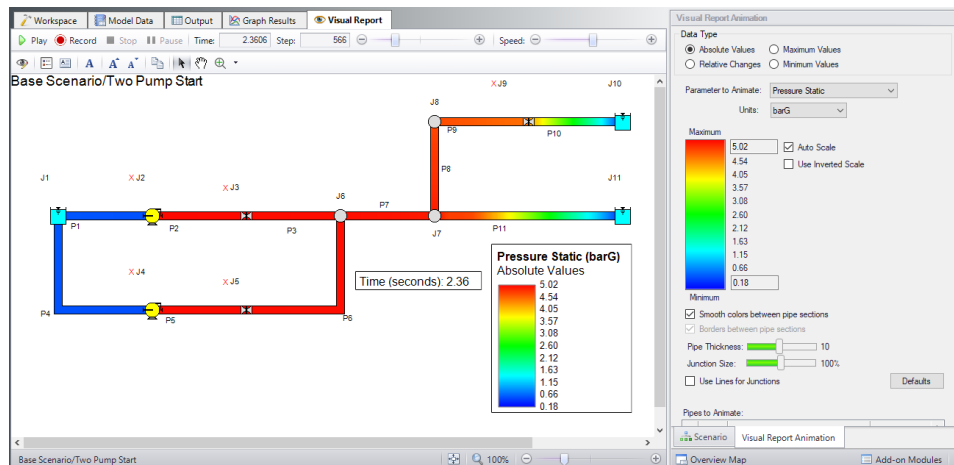 Workspace Model Data Output Graph Results Visual Report
Play Record Stop Pause Time: 2.3606 Step: 566 Speed:
A A A
Base Scenario/Two Pump Start
X J9 J10
J8
P9 P10
P8
J1 X J2 X J3 J6 P7 J11
P1 P2 P3 J7 P11
X J4 X J5
P4 P5 P6
Time (seconds): 2.36
Pressure Static (barG)
Absolute Values
5.02
4.54
4.05
3.57
3.08
2.60
2.12
1.63
1.15
0.66
0.18
Base Scenario/Two Pump Start 100%
Visual Report Animation
Data Type
Absolute Values Maximum Values
Relative Changes Minimum Values
Parameter to Animate: Pressure Static
Units: barG
Maximum
5.02 Auto Scale
4.54 Use Inverted Scale
4.05
3.57
3.08
2.60
2.12
1.63
1.15
0.66
0.18
Minimum
Smooth colors between pipe sections
Borders between pipe sections
Pipe Thickness: 10
Junction Size: 100%
Use Lines for Junctions Defaults
Pipes to Animate:
Scenario Visual Report Animation
Overview Map Add-on Modules